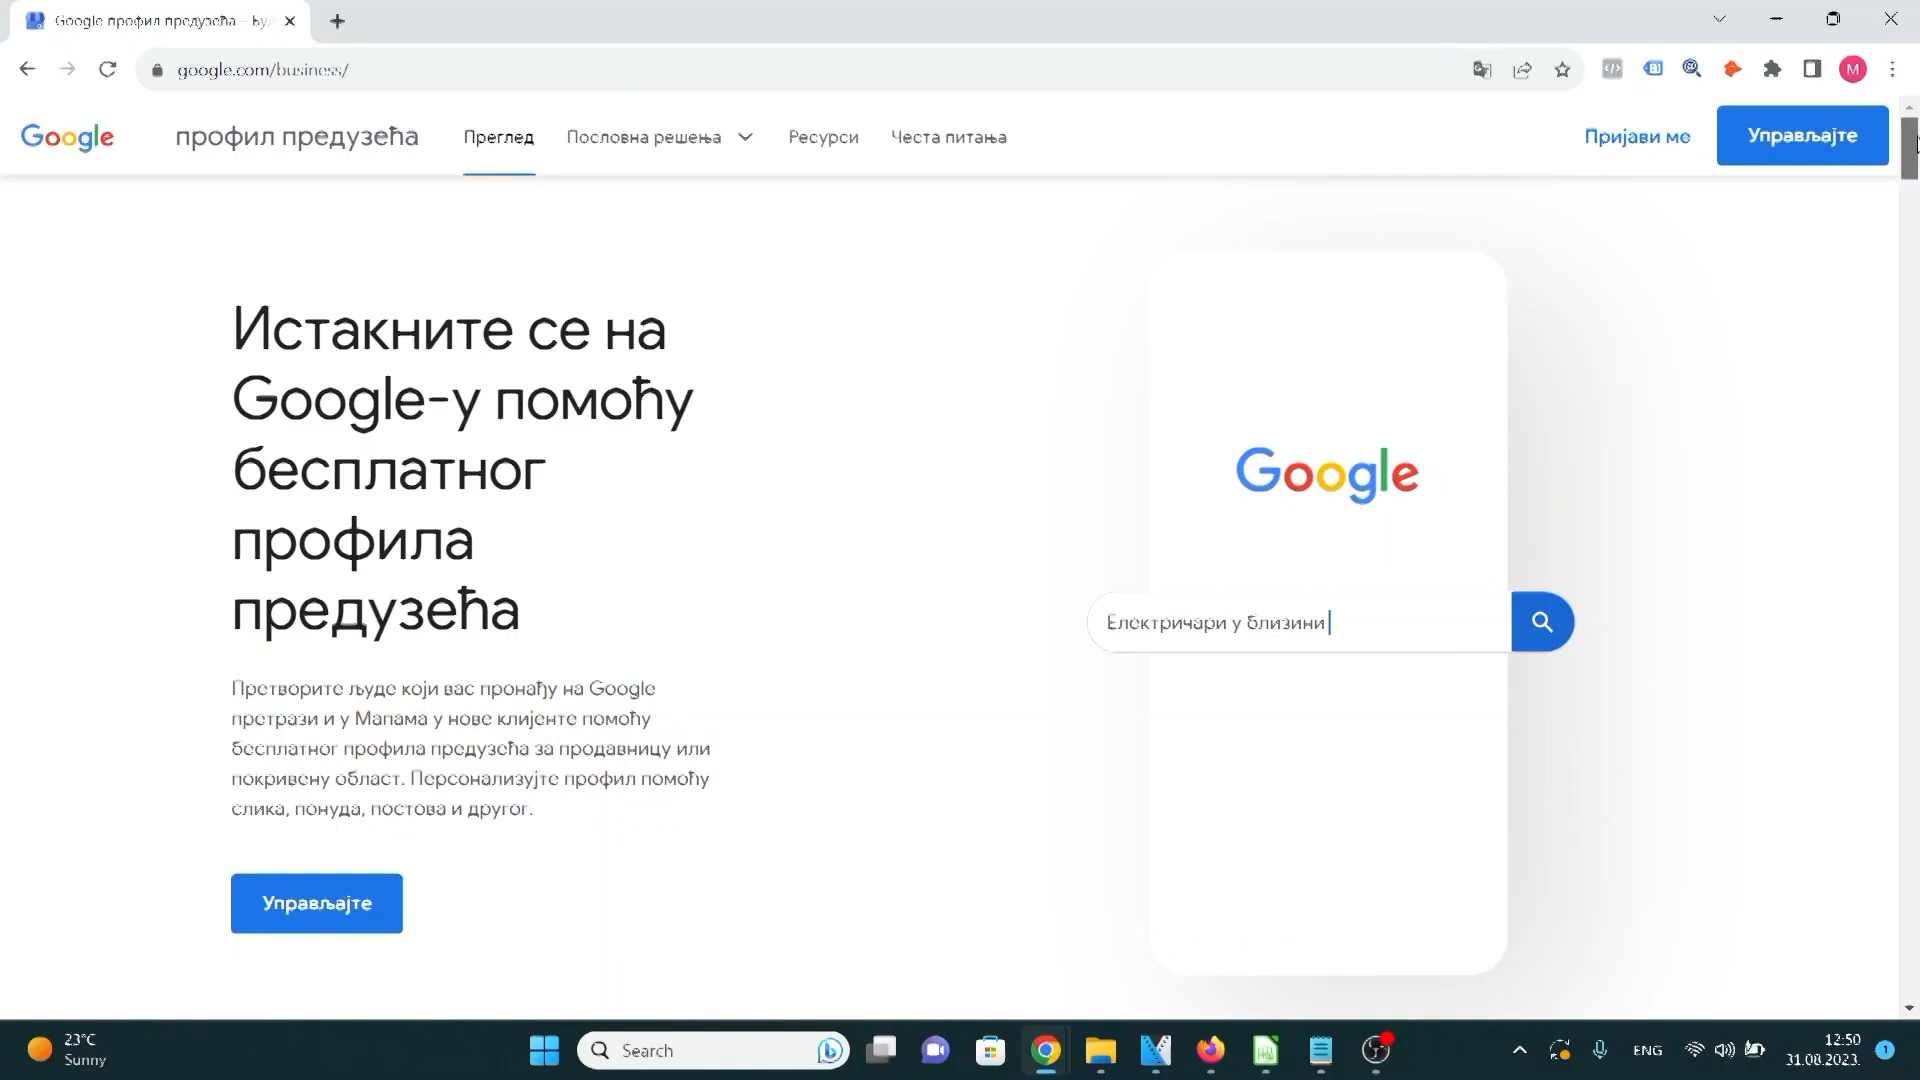 Google профил предузећа – Буд
google.com/business/
M
Google профил предузећа Преглед Пословна решења Ресурси Честа питања Пријави ме Управљајте
Истакните се на
Google-у помоћу
бесплатног
профила
предузећа
Претворите људе који вас пронађу на Google
претрази и у Мапама у нове клијенте помоћу
бесплатног профила предузећа за продавницу или
покривену област. Персонализујте профил помоћу
слика, понуда, постова и другог.
Управљајте
Google
Електричари у близини
23°C
Sunny
Search
ENG
12:50
31.08.2023.
1